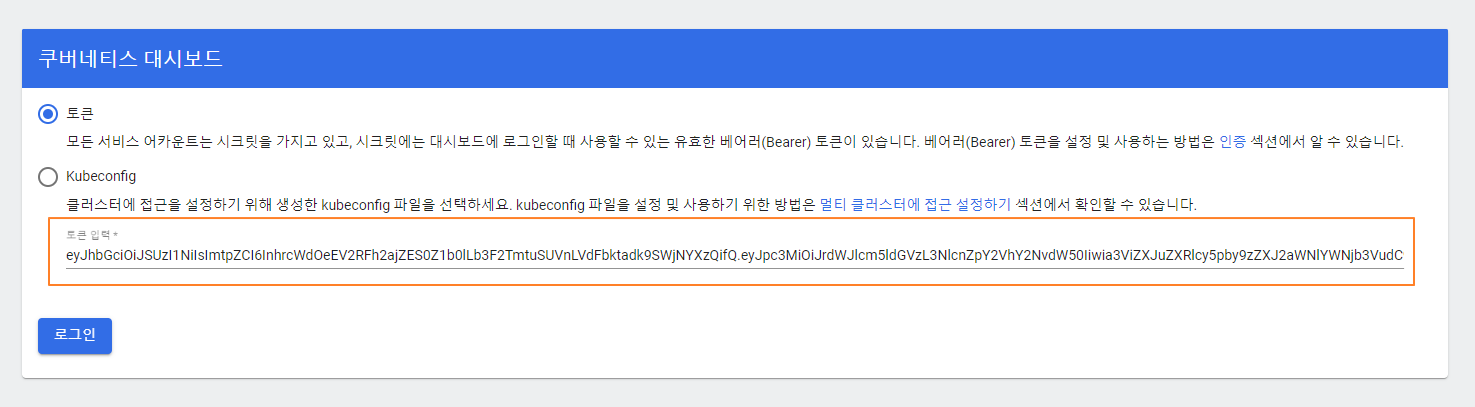 쿠버네티스 대시보드
토큰
모든 서비스 어카운트는 시크릿을 가지고 있고, 시크릿에는 대시보드에 로그인할 때 사용할 수 있는 유효한 베어러(Bearer) 토큰이 있습니다. 베어러(Bearer) 토큰을 설정 및 사용하는 방법은 인증 섹션에서 알 수 있습니다.
Kubeconfig
클러스터에 접근을 설정하기 위해 생성한 kubeconfig 파일을 선택하세요. kubeconfig 파일을 설정 및 사용하기 위한 방법은 멀티 클러스터에 접근 설정하기 섹션에서 확인할 수 있습니다.
토큰 입력 *
eyJhbGciOiJSUzI1NiIsImtpZCI6InhrcWdOeEV2RFh2ajZES0Z1b0lLb3F2TmtuSUVnLVdFbktadk9SWjNYXzQifQ.eyJpc3MiOiJrdWJlcm5ldGVzL3NlcnZpY2VhY2NvdW50Iiwia3ViZXJuZXRlcy5pby9zZXJ2aWNlYWNjb3VudC
로그인